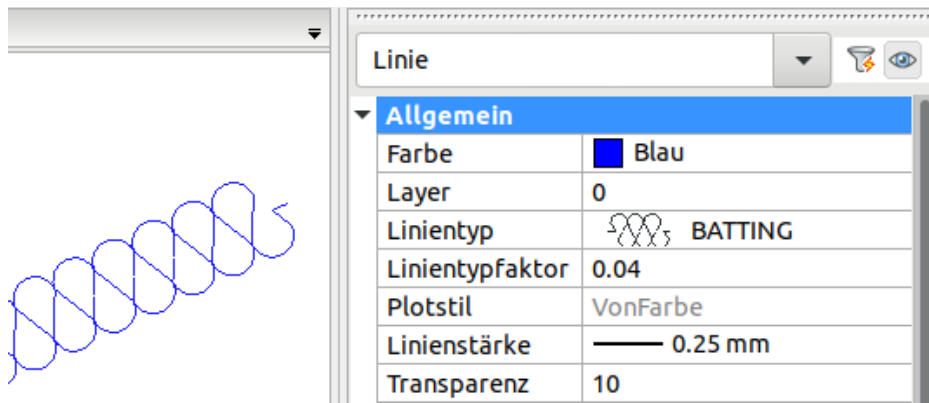 Linie
Allgemein
Farbe Blau
Layer 0
Linientyp BATTING
Linientypfaktor 0.04
Plotstil VonFarbe
Linienstärke 0.25 mm
Transparenz 10